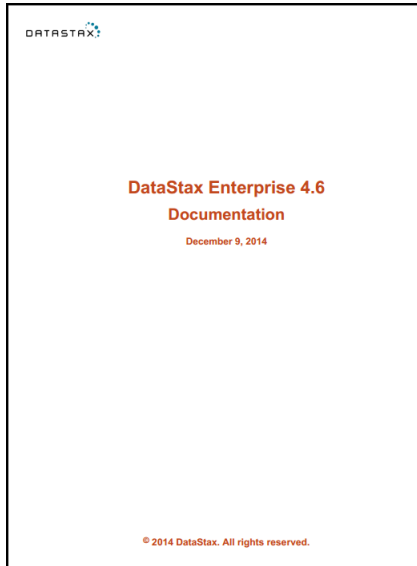 DATASTAX
DataStax Enterprise 4.6
Documentation
December 9, 2014
© 2014 DataStax. All rights reserved.